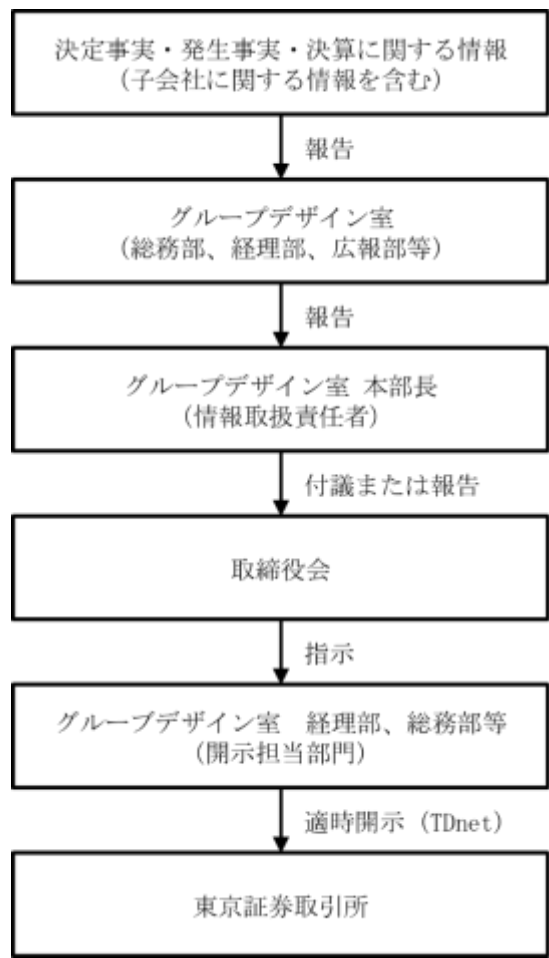 決定事実・発生事実・決算に関する情報
（子会社に関する情報を含む）
報告
グループデザイン室
（総務部、経理部、広報部等）
報告
グループデザイン室 本部長
（情報取扱責任者）
付議または報告
取締役会
指示
グループデザイン室　経理部、総務部等
（開示担当部門）
適時開示（TDnet）
東京証券取引所